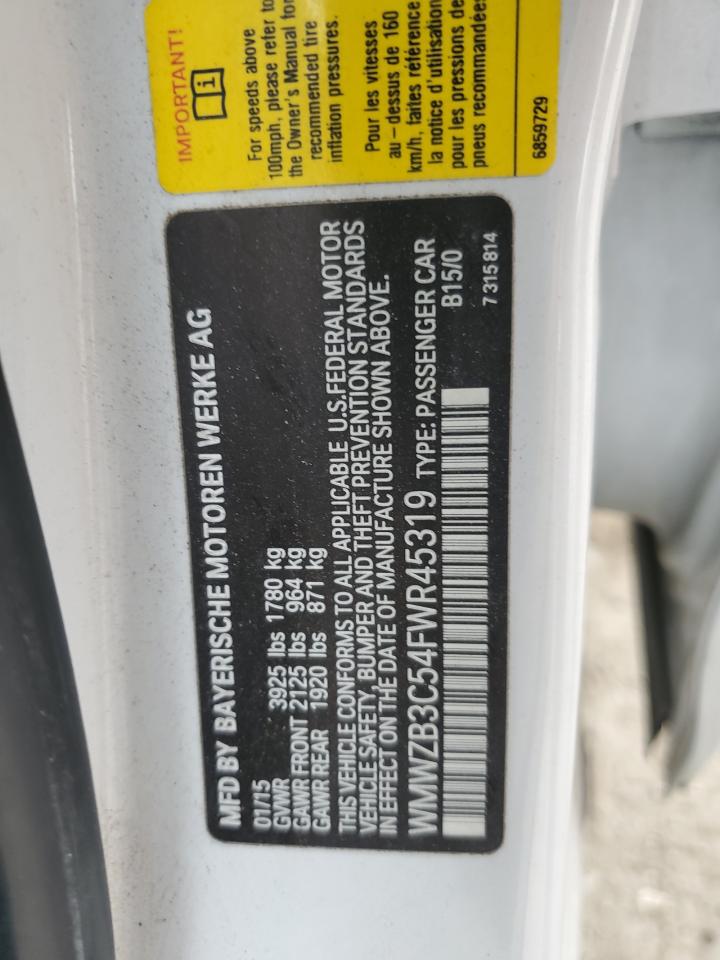 IMPORTANT!
For speeds above
100mph, please refer to
the Owner's Manual for
recommended tire
inflation pressures.
Pour les vitesses
au-dessus de 160
km/h, faites référence
la notice d'utilisation
pour les pressions de
pneus recommandées
6859729
MFD BY BAYERISCHE MOTOREN WERKE AG
01/15
GVWR 3925 lbs 1780 kg
GAWR FRONT 2125 lbs 964 kg
GAWR REAR 1920 lbs 871 kg
THIS VEHICLE CONFORMS TO ALL APPLICABLE U.S.FEDERAL MOTOR
VEHICLE SAFETY, BUMPER AND THEFT PREVENTION STANDARDS
IN EFFECT ON THE DATE OF MANUFACTURE SHOWN ABOVE.
WMWZB3C54FWR45319 TYPE: PASSENGER CAR
B15/0
7 315 814